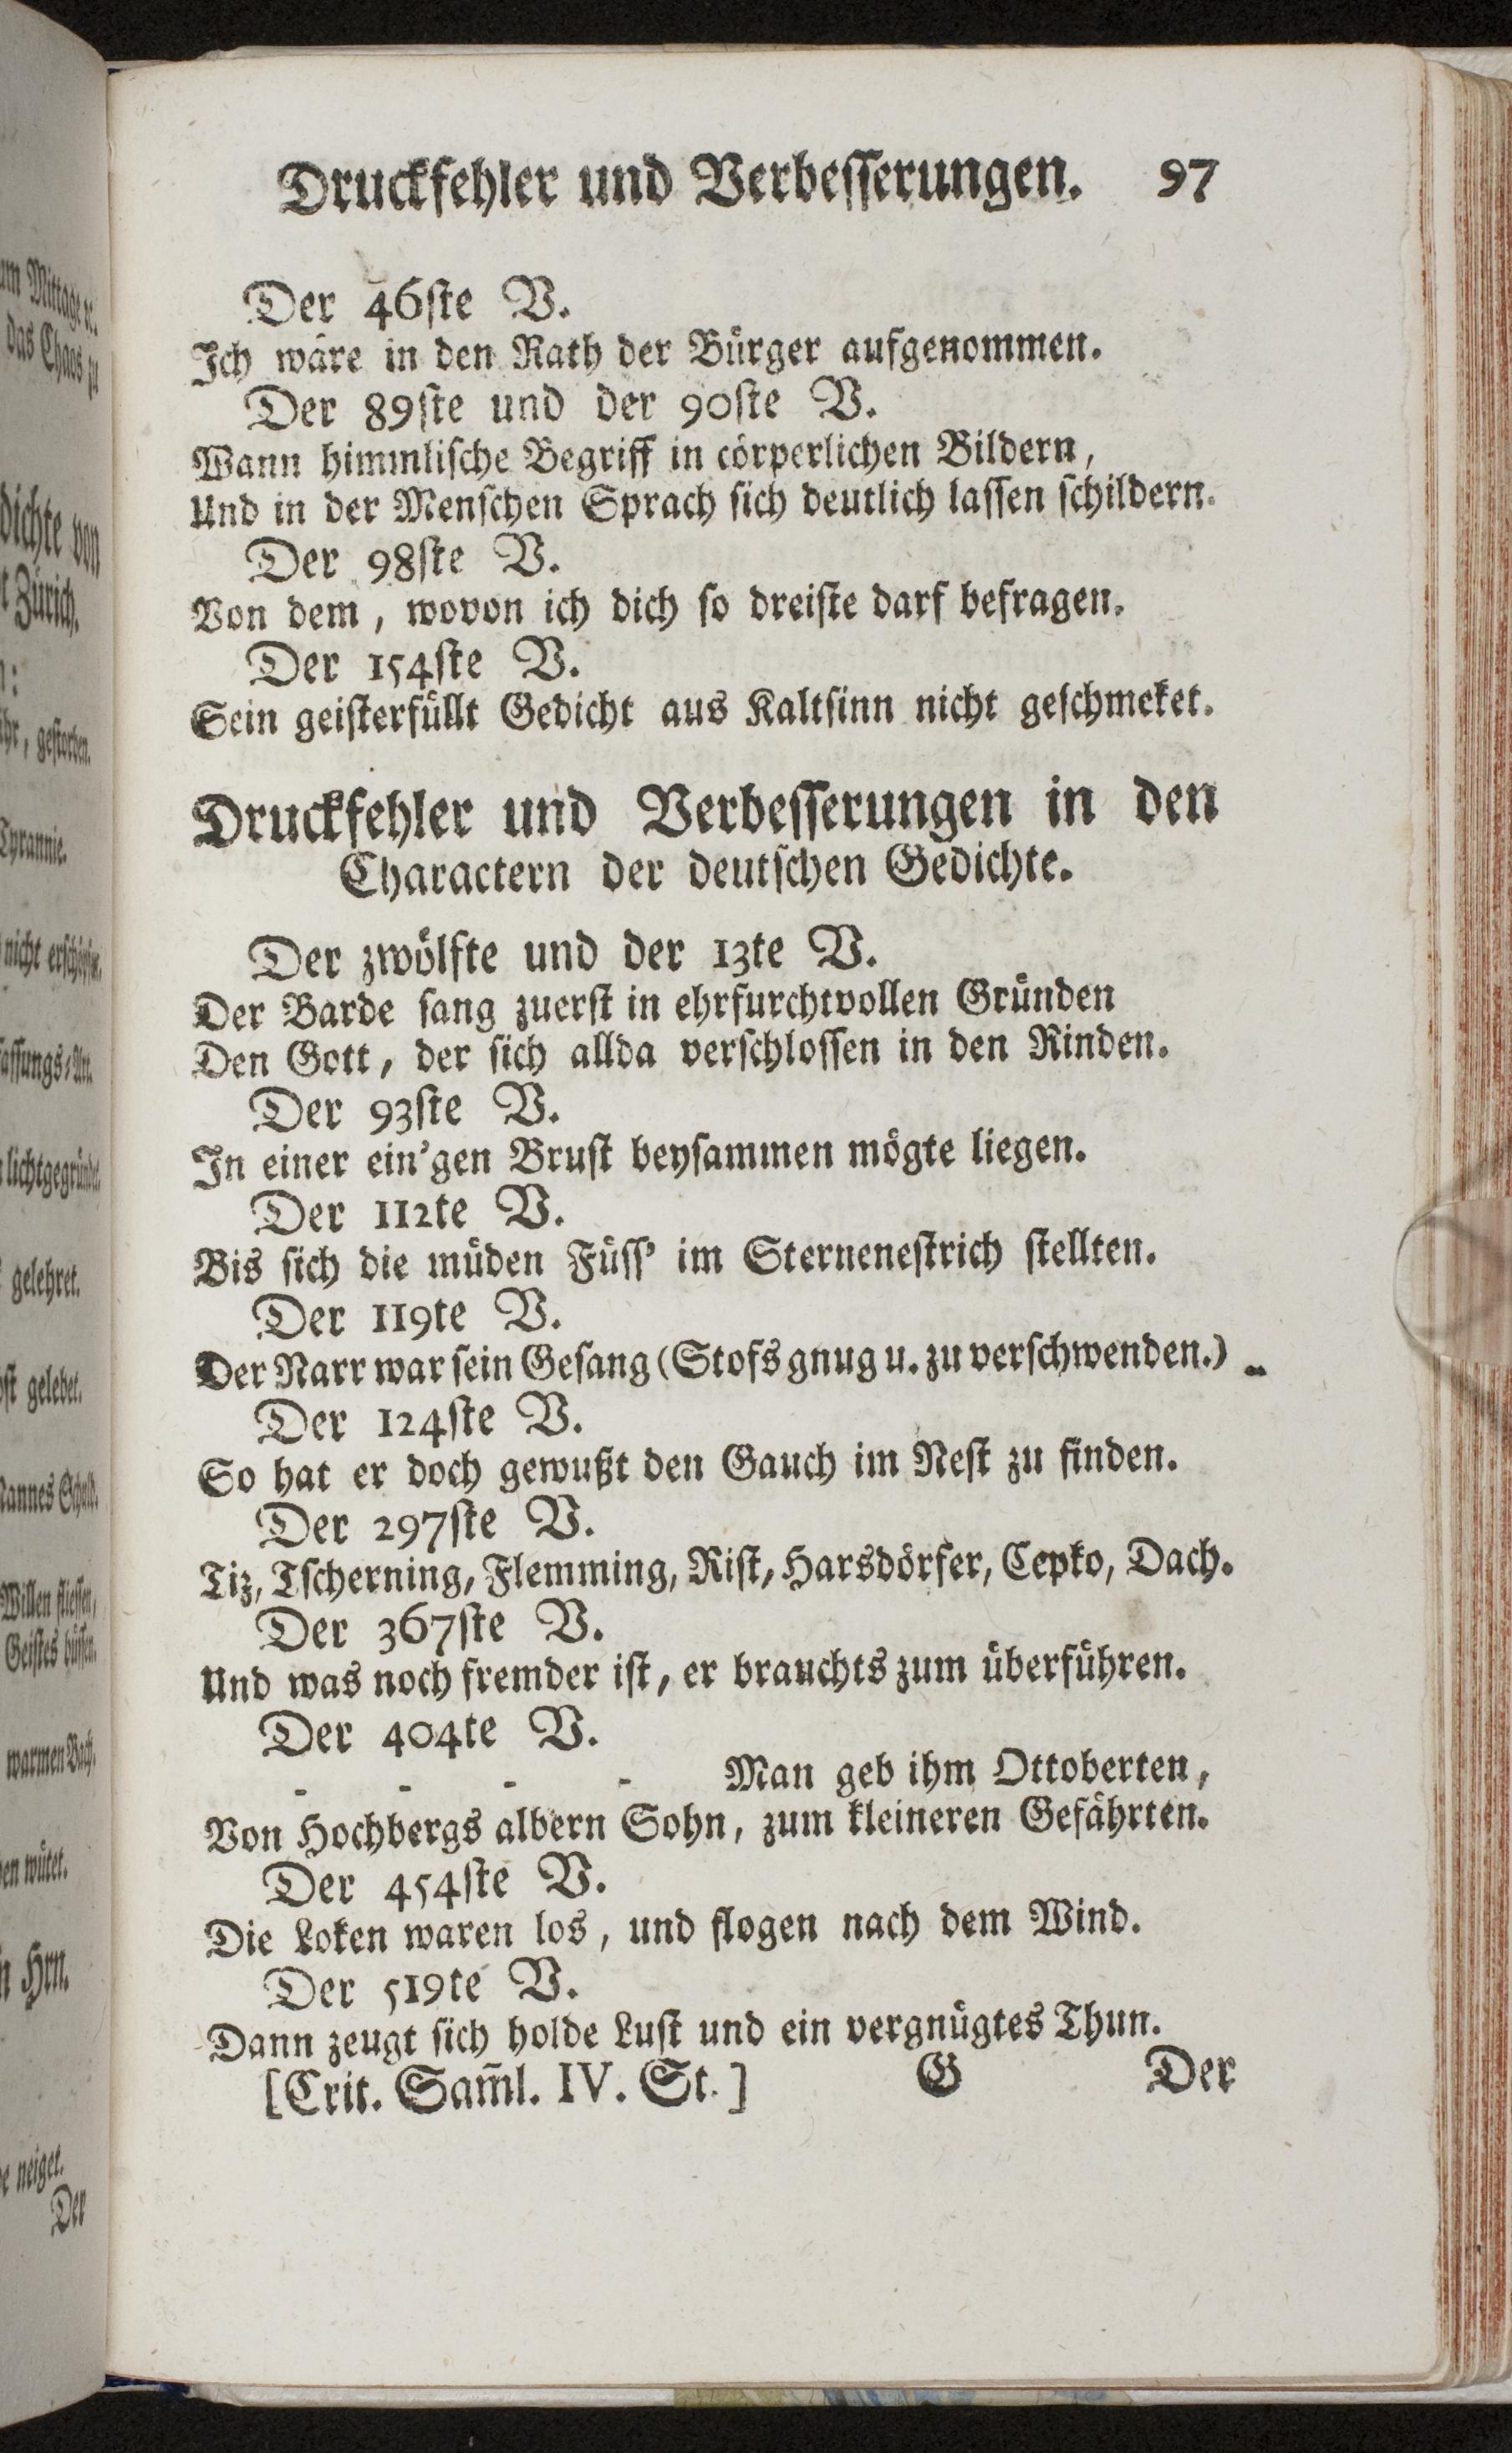 Druckfehler und Verbesserungen. 97
Der 46ſte V.
Ich wäre in den Rath der Bürger aufgenommen.
Der 89ſte und der 90ſte V.
Wann himmliſche Begriff in cörperlichen Bildern,
Und in der Menſchen Sprach ſich deutlich laſſen ſchildern.
Der 98ſte V.
Von dem, wovon ich dich ſo dreiſte darf befragen.
Der 154ſte V.
Sein geiſterfüllt Gedicht aus Kaltſinn nicht geſchmeket.
Druckfehler und Verbeſſerungen in den
Charactern der deutſchen Gedichte.
Der zwölfte und der 13te V.
Der Barde ſang zuerſt in ehrfurchtvollen Gründen
Den Gott, der ſich allda verſchloſſen in den Rinden.
Der 93ſte V.
In einer ein'gen Bruſt beyſammen mögte liegen.
Der 112te V.
Bis ſich die müden Füſſ' im Sterneneſtrich ſtellten.
Der 119te V.
Der Narr war ſein Geſang (Stofs gnug u. zu verſchwenden.)
Der 124ſte V.
So hat er doch gewußt den Gauch im Neſt zu finden.
Der 297ſte V.
Tiz, Tſcherning, Flemming, Riſt, Harsdörfer, Cepko, Dach.
Der 367ſte V.
Und was noch fremder iſt, er brauchts zum überführen.
Der 404te V.
- - - - Man geb ihm Ottoberten,
Von Hochbergs albern Sohn, zum kleineren Gefährten.
Der 454ſte V.
Die Loken waren los, und flogen nach dem Wind.
Der 519te V.
Dann zeugt ſich holde Luſt und ein vergnügtes Thun.
[Crit. Sam̄l. IV. St.] G Der